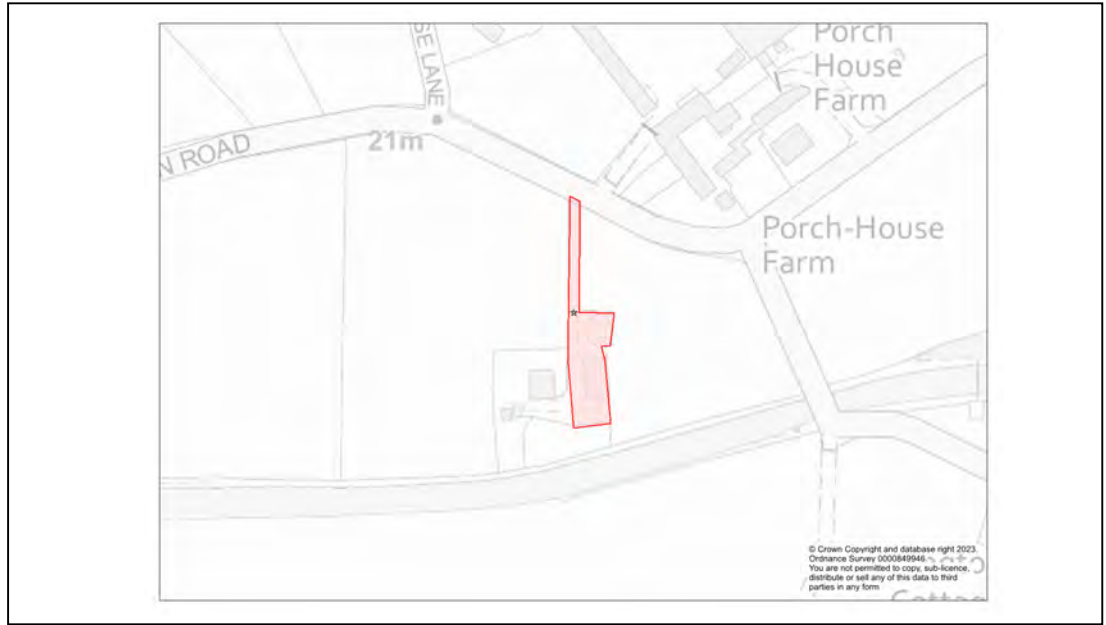 Porch
House
Farm
SE LANE
21m
N ROAD
Porch-House
Farm
© Crown Copyright and database right 2023.
Ordnance Survey 0000849946.
You are not permitted to copy, sub-licence,
distribute or sell any of this data to third
parties in any form